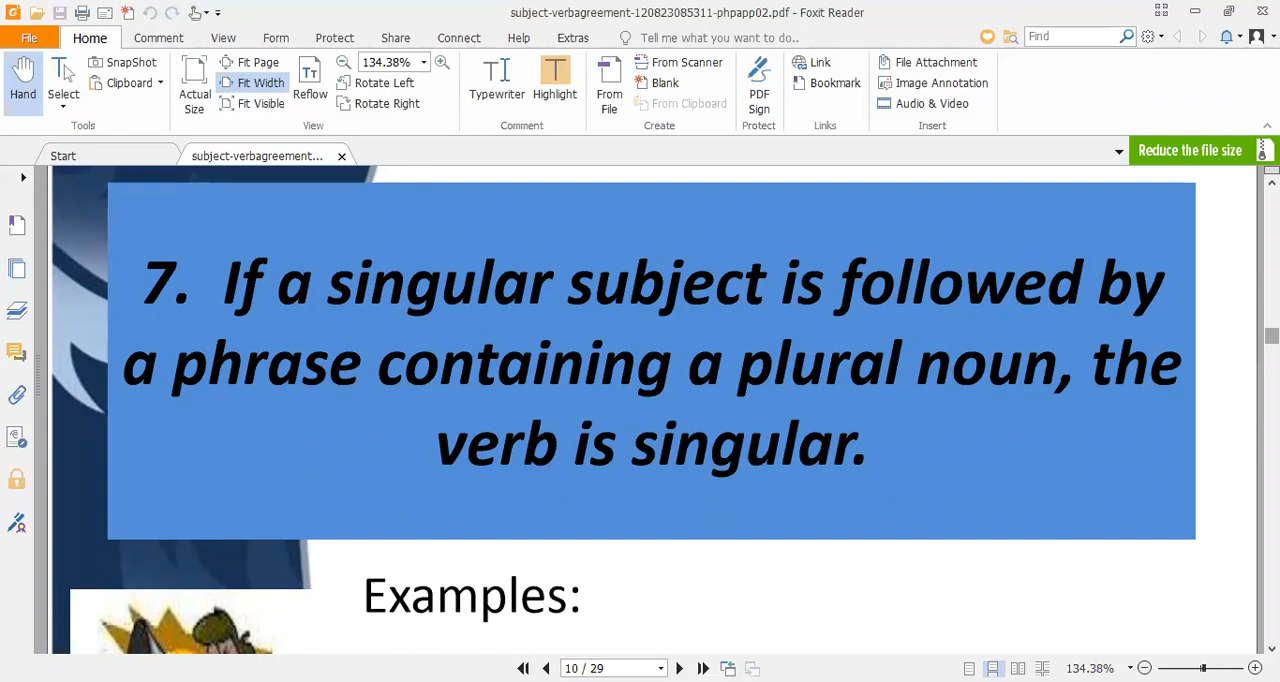 subject-verbagreement-120823085311-phpapp02.pdf - Foxit Reader
File Home Comment View Form Protect Share Connect Help Extras Tell me what you want to do.. Find
Hand Select SnapShot Clipboard Actual Size Fit Page Fit Width Fit Visible Reflow 134.38% Rotate Left Rotate Right Typewriter Highlight From File From Scanner Blank From Clipboard PDF Sign Link Bookmark File Attachment Image Annotation Audio & Video
Tools View Comment Create Protect Links Insert
Start subject-verbagreement... Reduce the file size
7. If a singular subject is followed by
a phrase containing a plural noun, the
verb is singular.
Examples:
10 / 29 134.38%